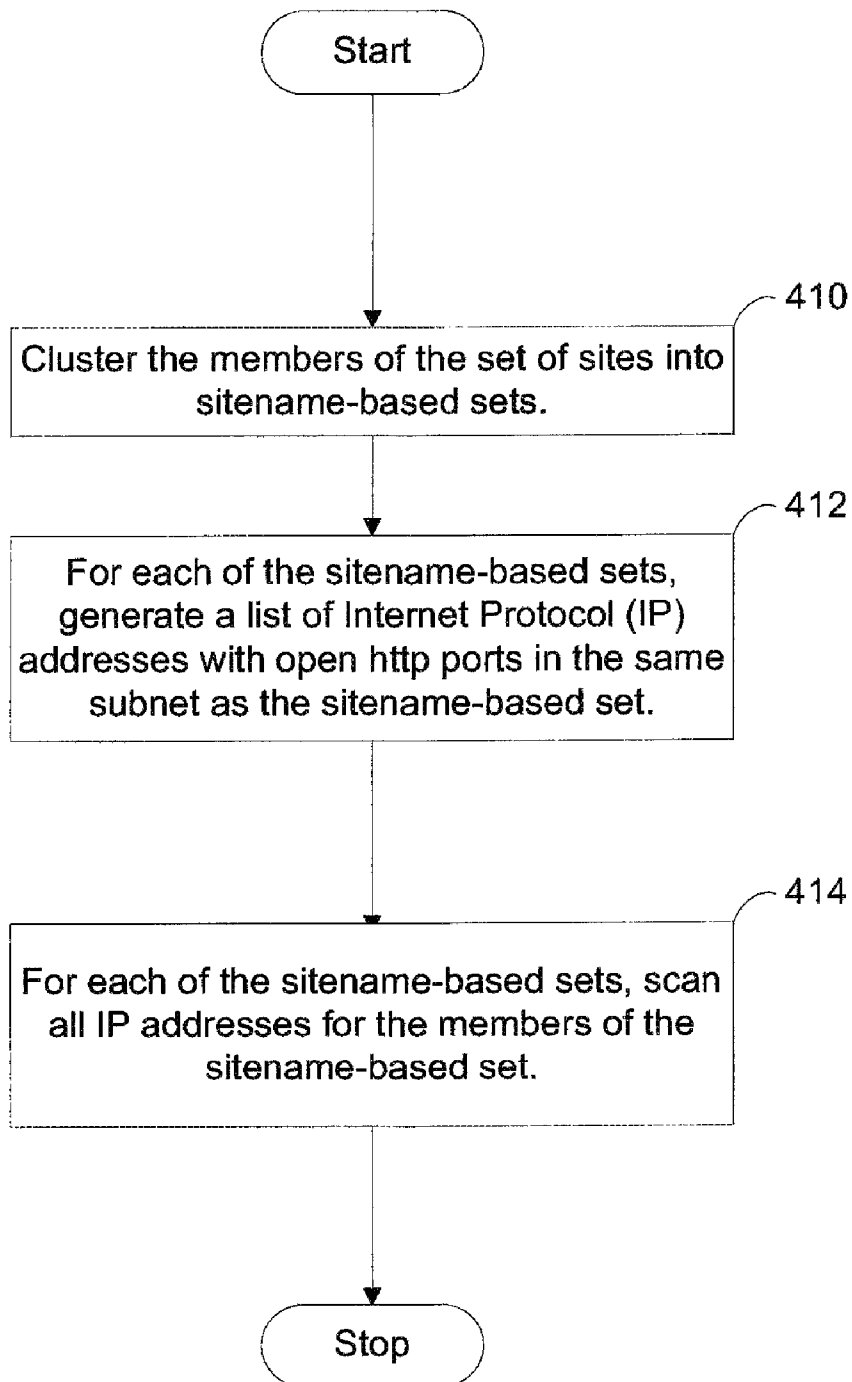 Start
410
Cluster the members of the set of sites into
sitename-based sets.
412
For each of the sitename-based sets,
generate a list of Internet Protocol (IP)
addresses with open http ports in the same
subnet as the sitename-based set.
414
For each of the sitename-based sets, scan
all IP addresses for the members of the
sitename-based set.
Stop